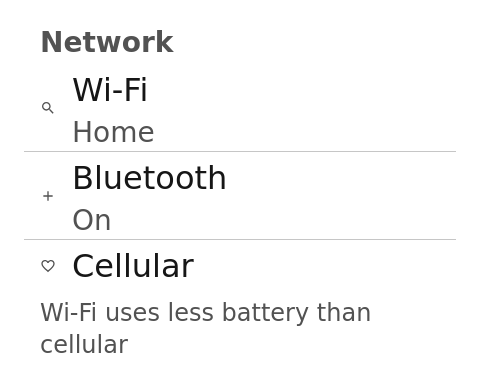 Network
Wi-Fi
Home
Bluetooth
On
Cellular
Wi-Fi uses less battery than
cellular